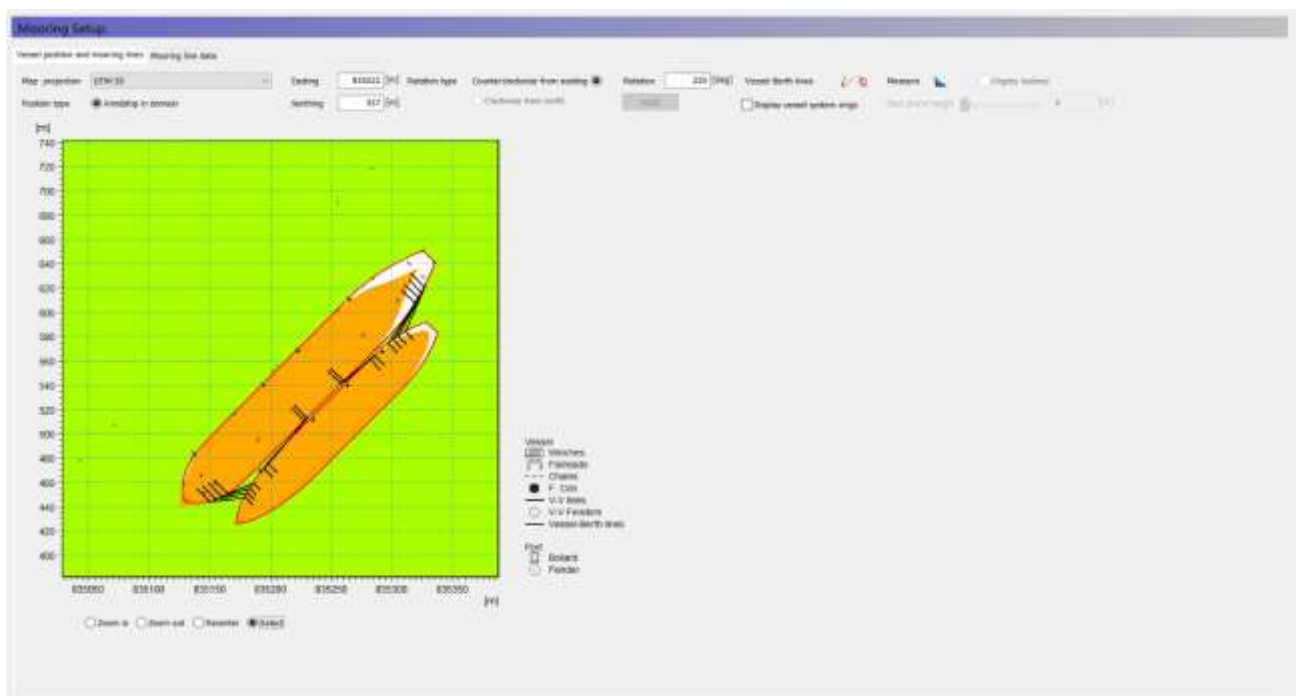 Mooring Setup
Vessel position and mooring lines Mooring line data
Map projection Easting [m] Rotation type Counterclockwise from easting Rotation [deg] Vessel Berth lines Measure
Position type Northing [m] Clockwise from north Display vessel system origo
[m]
740
720
700
680
660
640
620
600
580
560
540
520
500
480
460
440
420
400
835050 835100 835150 835200 835250 835300 835350
[m]
Zoom in Zoom out Recenter Select
Vessel
Winches
Fairleads
Chains
V-V lines
V-V Fenders
Vessel-Berth lines
Port
Bollard
Fender